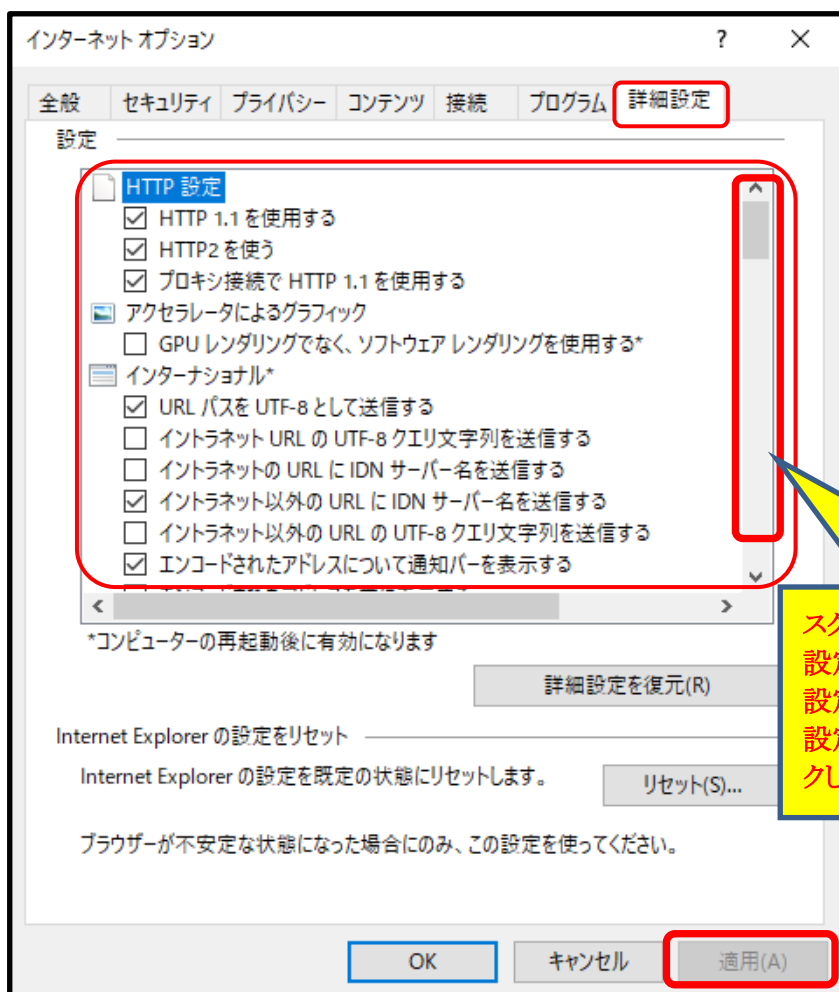 インターネット オプション ? ×
全般 セキュリティ プライバシー コンテンツ 接続 プログラム 詳細設定
設定
HTTP 設定
HTTP 1.1 を使用する
HTTP2 を使う
プロキシ接続で HTTP 1.1 を使用する
アクセラレータによるグラフィック
GPU レンダリングでなく、ソフトウェア レンダリングを使用する*
インターナショナル*
URL パスを UTF-8 として送信する
イントラネット URL の UTF-8 クエリ文字列を送信する
イントラネットの URL に IDN サーバー名を送信する
イントラネット以外の URL に IDN サーバー名を送信する
イントラネット以外の URL の UTF-8 クエリ文字列を送信する
エンコードされたアドレスについて通知バーを表示する
*コンピューターの再起動後に有効になります
詳細設定を復元(R)
スク
設定
設定
設定
クし
Internet Explorer の設定をリセット
Internet Explorer の設定を既定の状態にリセットします。
リセット(S)...
ブラウザーが不安定な状態になった場合にのみ、この設定を使ってください。
OK キャンセル 適用(A)